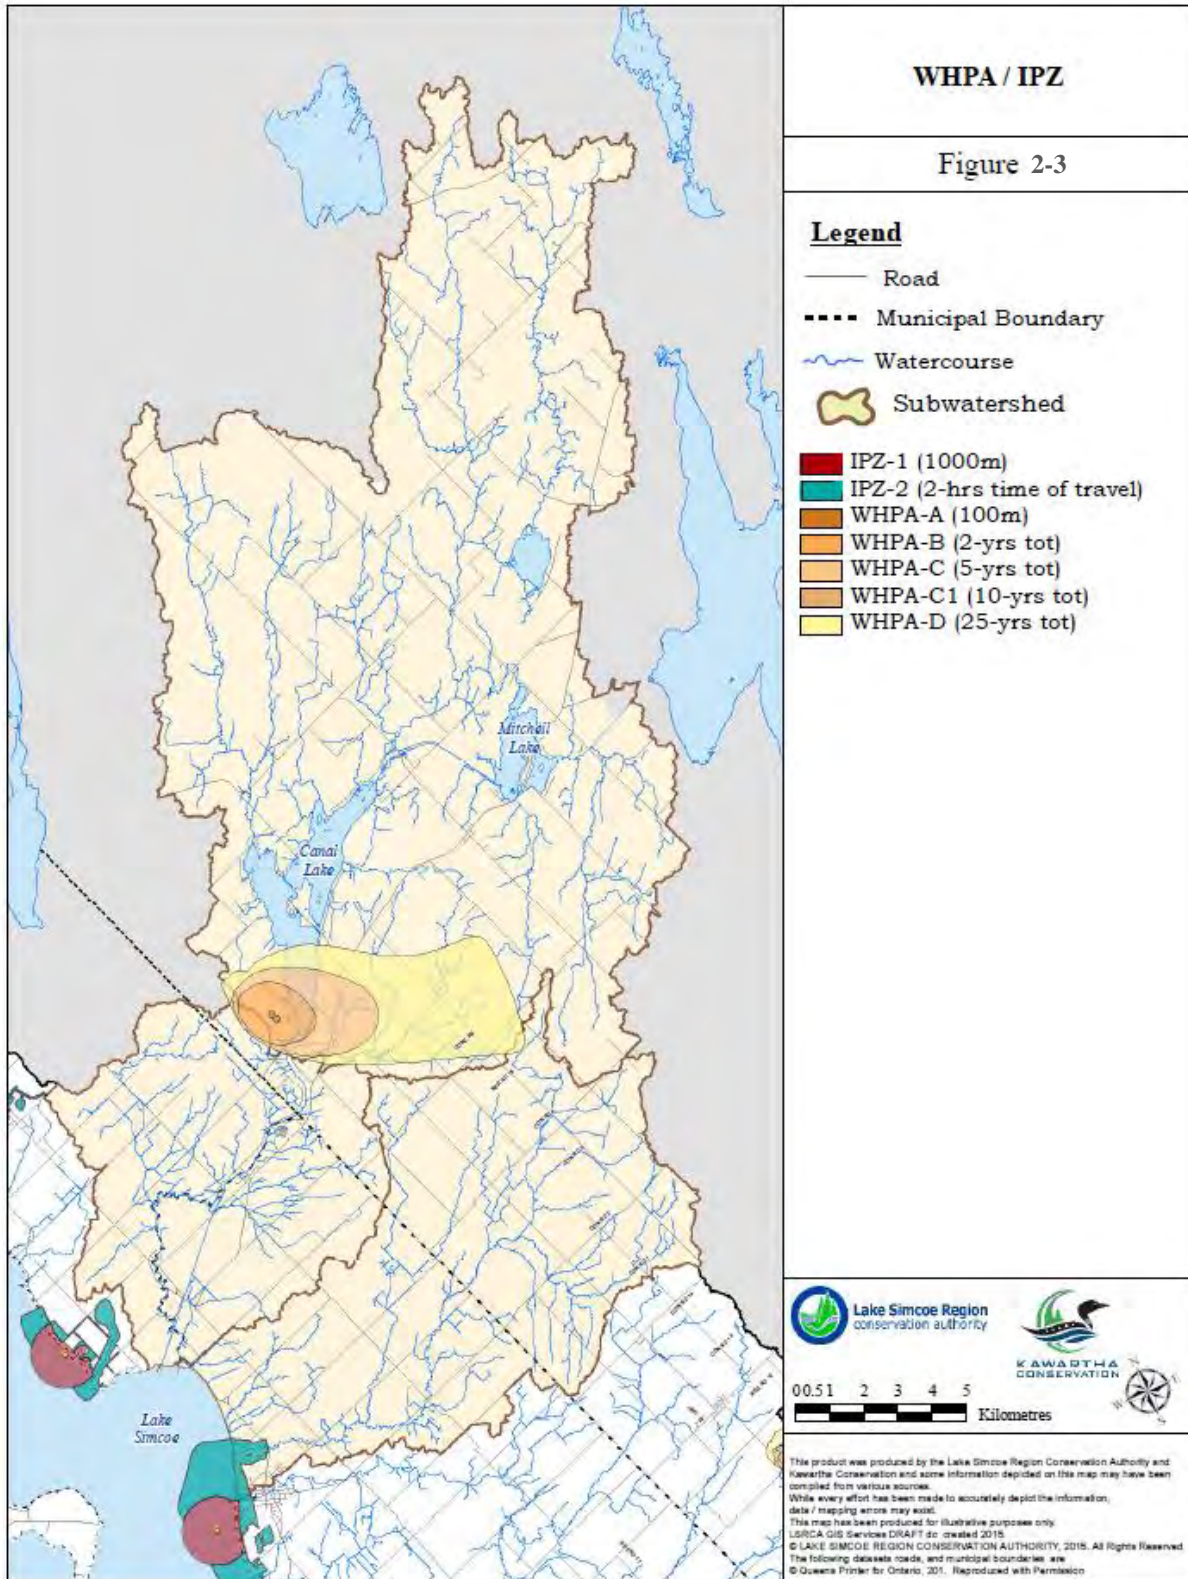 WHPA / IPZ
Figure 2-3
Legend
Road
Municipal Boundary
Watercourse
Subwatershed
IPZ-1 (1000m)
IPZ-2 (2-hrs time of travel)
WHPA-A (100m)
WHPA-B (2-yrs tot)
WHPA-C (5-yrs tot)
WHPA-C1 (10-yrs tot)
WHPA-D (25-yrs tot)
Mitchell
Lake
Canal
Lake
Lake
Simcoe
Lake Simcoe Region
conservation authority
KAWARTHA
CONSERVATION
N
E
S
W
0 0.5 1 2 3 4 5
Kilometres
This product was produced by the Lake Simcoe Region Conservation Authority and
Kawartha Conservation and some information depicted on this map may have been
compiled from various sources.
While every effort has been made to accurately depict the information,
data / mapping errors may exist.
This map has been produced for illustrative purposes only.
LSRCA GIS Services DRAFT dc created 2015.
© LAKE SIMCOE REGION CONSERVATION AUTHORITY, 2015. All Rights Reserved
The following datasets roads, and municipal boundaries are
© Queens Printer for Ontario, 201. Reproduced with Permission